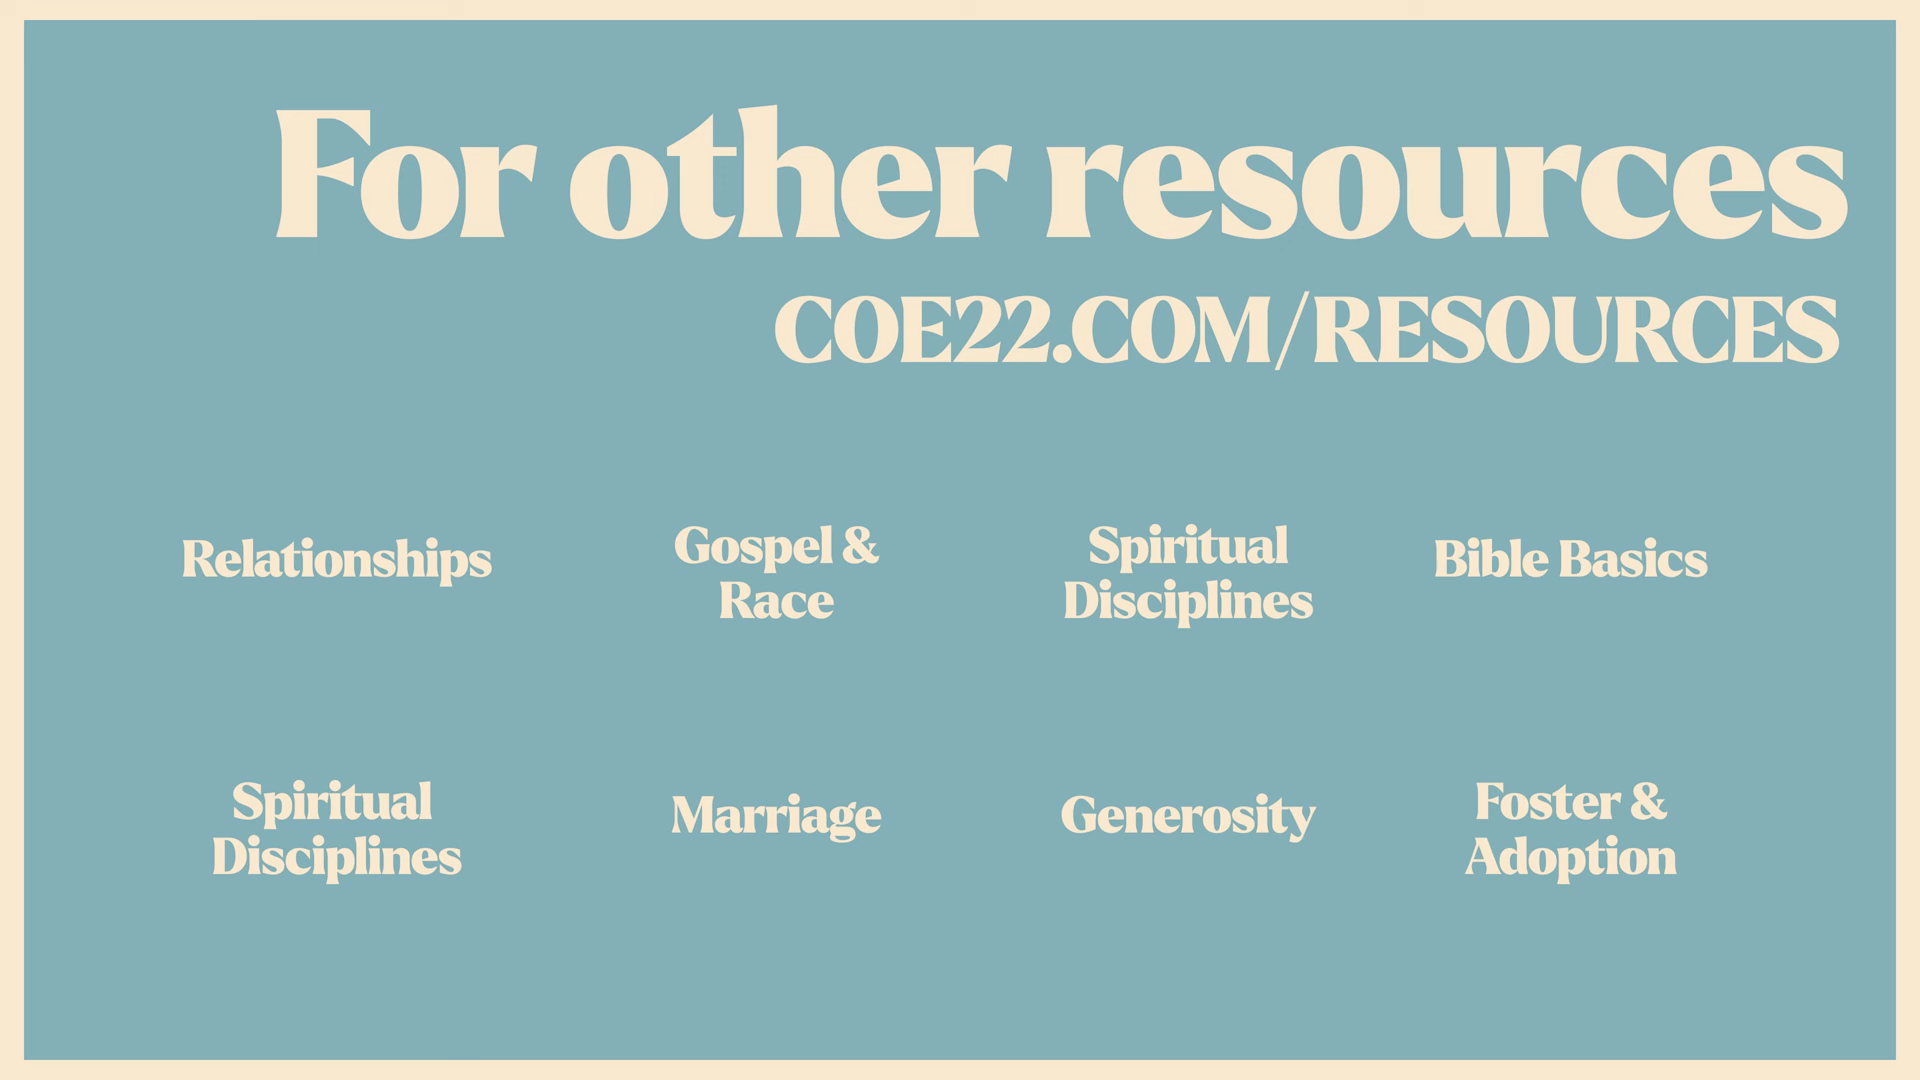 For other resources
COE22.COM/RESOURCES
Relationships
Gospel &
Race
Spiritual
Disciplines
Bible Basics
Spiritual
Disciplines
Marriage
Generosity
Foster &
Adoption